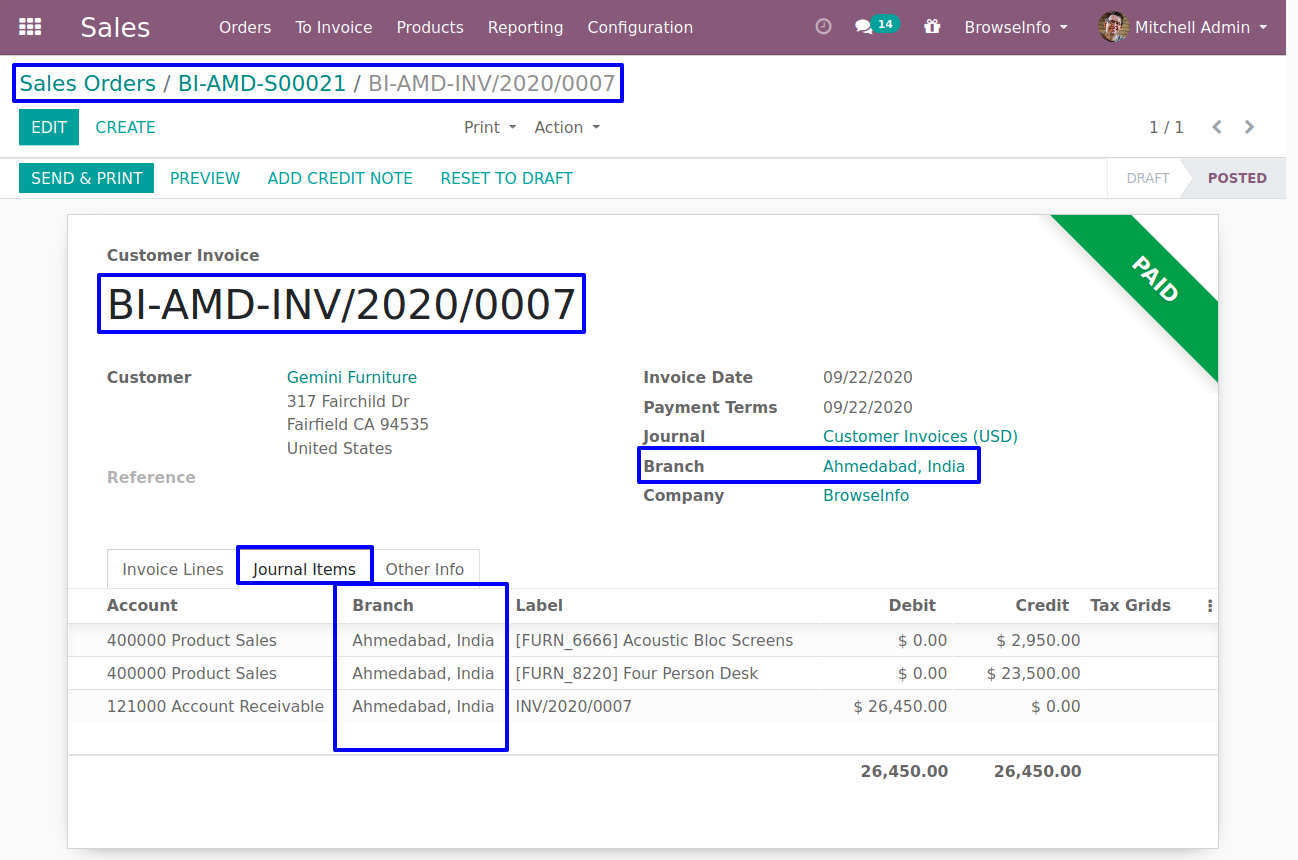 Sales Orders To Invoice Products Reporting Configuration 14 BrowseInfo Mitchell Admin
Sales Orders / BI-AMD-S00021 / BI-AMD-INV/2020/0007
EDIT CREATE Print Action 1 / 1
SEND & PRINT PREVIEW ADD CREDIT NOTE RESET TO DRAFT DRAFT POSTED
PAID
Customer Invoice
BI-AMD-INV/2020/0007
Customer Gemini Furniture Invoice Date 09/22/2020
317 Fairchild Dr Payment Terms 09/22/2020
Fairfield CA 94535 Journal Customer Invoices (USD)
United States Branch Ahmedabad, India
Reference Company BrowseInfo
Invoice Lines Journal Items Other Info
Account Branch Label Debit Credit Tax Grids
400000 Product Sales Ahmedabad, India [FURN_6666] Acoustic Bloc Screens $ 0.00 $ 2,950.00
400000 Product Sales Ahmedabad, India [FURN_8220] Four Person Desk $ 0.00 $ 23,500.00
121000 Account Receivable Ahmedabad, India INV/2020/0007 $ 26,450.00 $ 0.00
26,450.00 26,450.00